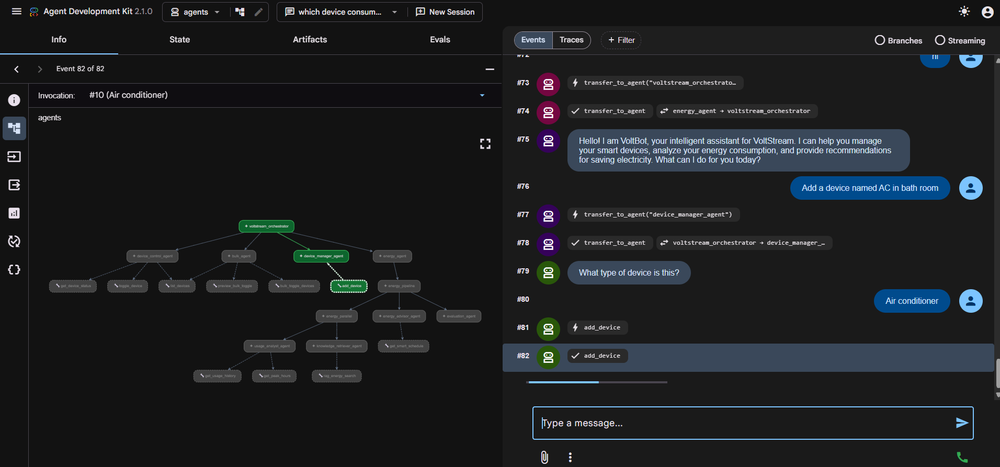 Agent Development Kit 2.1.0
agents
which device consum...
New Session
Info
State
Artifacts
Evals
Event 82 of 82
Invocation:
#10 (Air conditioner)
agents
voltstream_orchestrator
device_control_agent
bulk_agent
device_manager_agent
energy_agent
get_device_status
toggle_device
list_devices
preview_bulk_toggle
bulk_toggle_devices
add_device
energy_pipeline
energy_parallel
energy_advisor_agent
evaluation_agent
usage_analyst_agent
knowledge_retriever_agent
get_smart_schedule
get_usage_history
get_peak_hours
rag_energy_search
Events
Traces
+ Filter
Branches
Streaming
#72
hi
#73
transfer_to_agent("voltstream_orchestrato…
#74
transfer_to_agent
energy_agent → voltstream_orchestrator
#75
Hello! I am VoltBot, your intelligent assistant for VoltStream. I can help you manage
your smart devices, analyze your energy consumption, and provide recommendations
for saving electricity. What can I do for you today?
#76
Add a device named AC in bath room
#77
transfer_to_agent("device_manager_agent")
#78
transfer_to_agent
voltstream_orchestrator → device_manager_…
#79
What type of device is this?
#80
Air conditioner
#81
add_device
#82
add_device
Type a message...